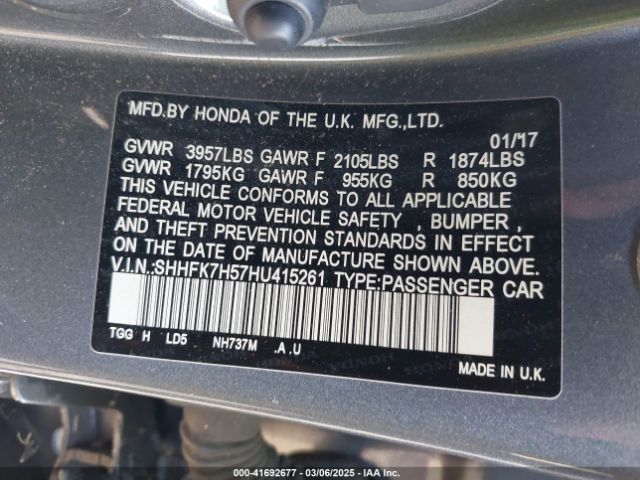 MFD.BY HONDA OF THE U.K. MFG.,LTD.
01/17
GVWR 3957LBS GAWR F 2105LBS R 1874LBS
GVWR 1795KG GAWR F 955KG R 850KG
THIS VEHICLE CONFORMS TO ALL APPLICABLE
FEDERAL MOTOR VEHICLE SAFETY , BUMPER ,
AND THEFT PREVENTION STANDARDS IN EFFECT
ON THE DATE OF MANUFACTURE SHOWN ABOVE.
V.I.N.:SHHFK7H57HU415261 TYPE:PASSENGER CAR
TGG H LD5 NH737M .A.U
MADE IN U.K.
000-41692677 - 03/06/2025 - IAA Inc.